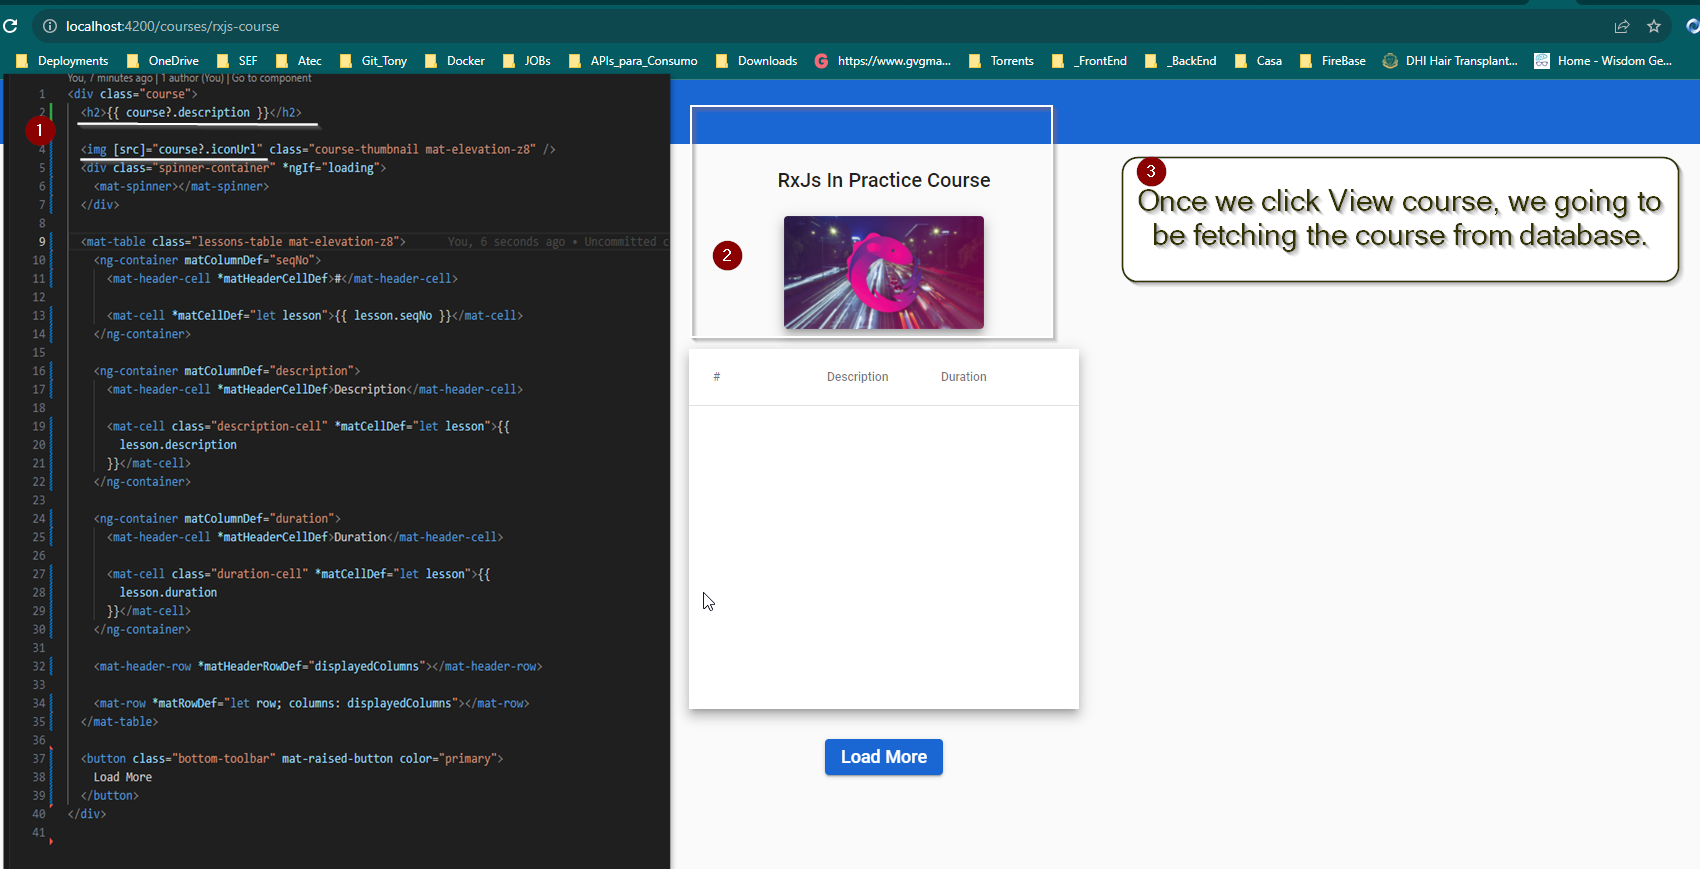 localhost:4200/courses/rxjs-course
Deployments OneDrive SEF Atec Git_Tony Docker JOBs APIs_para_Consumo Downloads https://www.gvgma... Torrents _FrontEnd _BackEnd Casa FireBase DHI Hair Transplant... Home - Wisdom Ge...
You, 7 minutes ago | 1 author (You) | Go to component
1 <div class="course">
2 <h2>{{ course?.description }}</h2>
1
4 <img [src]="course?.iconUrl" class="course-thumbnail mat-elevation-z8" />
5 <div class="spinner-container" *ngIf="loading">
6 <mat-spinner></mat-spinner>
7 </div>
8
9 <mat-table class="lessons-table mat-elevation-z8"> You, 6 seconds ago • Uncommitted c
10 <ng-container matColumnDef="seqNo">
11 <mat-header-cell *matHeaderCellDef>#</mat-header-cell>
12
13 <mat-cell *matCellDef="let lesson">{{ lesson.seqNo }}</mat-cell>
14 </ng-container>
15
16 <ng-container matColumnDef="description">
17 <mat-header-cell *matHeaderCellDef>Description</mat-header-cell>
18
19 <mat-cell class="description-cell" *matCellDef="let lesson">{{
20 lesson.description
21 }}</mat-cell>
22 </ng-container>
23
24 <ng-container matColumnDef="duration">
25 <mat-header-cell *matHeaderCellDef>Duration</mat-header-cell>
26
27 <mat-cell class="duration-cell" *matCellDef="let lesson">{{
28 lesson.duration
29 }}</mat-cell>
30 </ng-container>
31
32 <mat-header-row *matHeaderRowDef="displayedColumns"></mat-header-row>
33
34 <mat-row *matRowDef="let row; columns: displayedColumns"></mat-row>
35 </mat-table>
36
37 <button class="bottom-toolbar" mat-raised-button color="primary">
38 Load More
39 </button>
40 </div>
41
RxJs In Practice Course
2
# Description Duration
Load More
3
Once we click View course, we going to
be fetching the course from database.